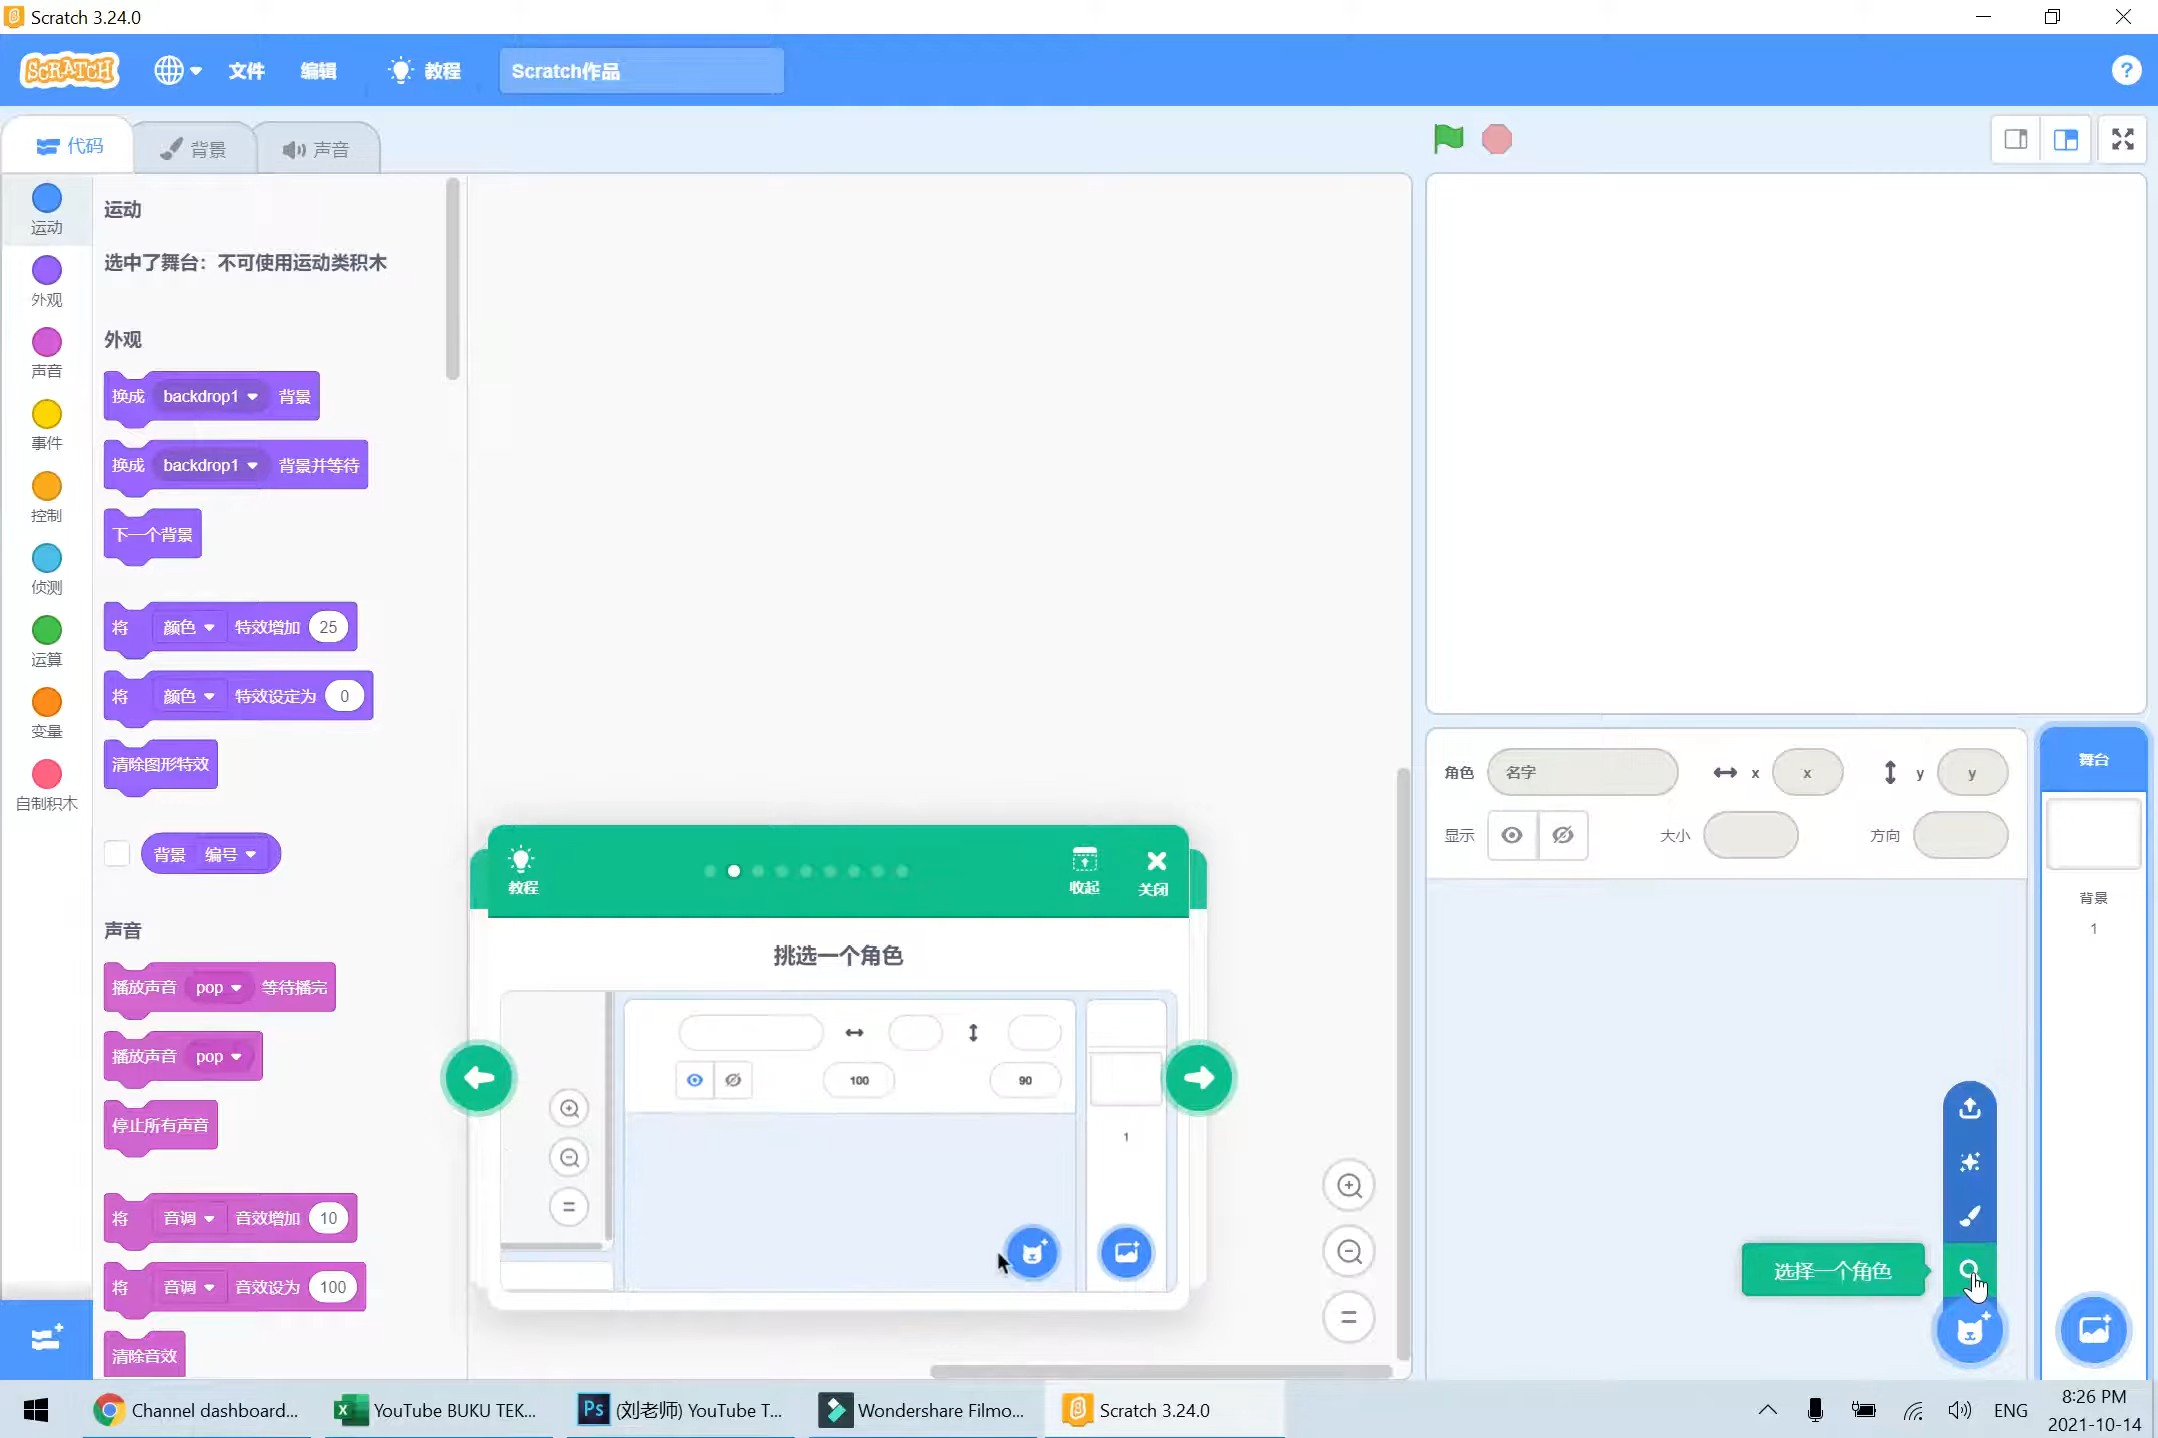 Scratch 3.24.0
SCRATCH
文件
编辑
教程
Scratch作品
?
代码
背景
声音
运动
外观
声音
事件
控制
侦测
运算
变量
自制积木
运动
选中了舞台：不可使用运动类积木
外观
换成 backdrop1 背景
换成 backdrop1 背景并等待
下一个背景
将 颜色 特效增加 25
将 颜色 特效设定为 0
清除图形特效
背景 编号
声音
播放声音 pop 等待播完
播放声音 pop
停止所有声音
将 音调 音效增加 10
将 音调 音效设为 100
清除音效
教程
收起
关闭
挑选一个角色
100
90
1
角色 名字 x x y y
显示 大小 方向
舞台
背景
1
选择一个角色
Channel dashboard...
YouTube BUKU TEK...
Ps
(刘老师) YouTube T...
Wondershare Filmo...
Scratch 3.24.0
ENG
8:26 PM
2021-10-14